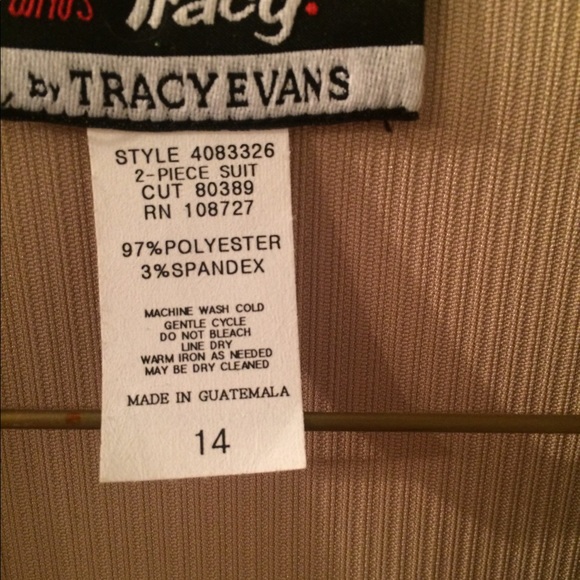 Tracy.
by TRACY EVANS
STYLE 4083326
2-PIECE SUIT
CUT 80389
RN 108727
97%POLYESTER
3%SPANDEX
MACHINE WASH COLD
GENTLE CYCLE
DO NOT BLEACH
LINE DRY
WARM IRON AS NEEDED
MAY BE DRY CLEANED
MADE IN GUATEMALA
14